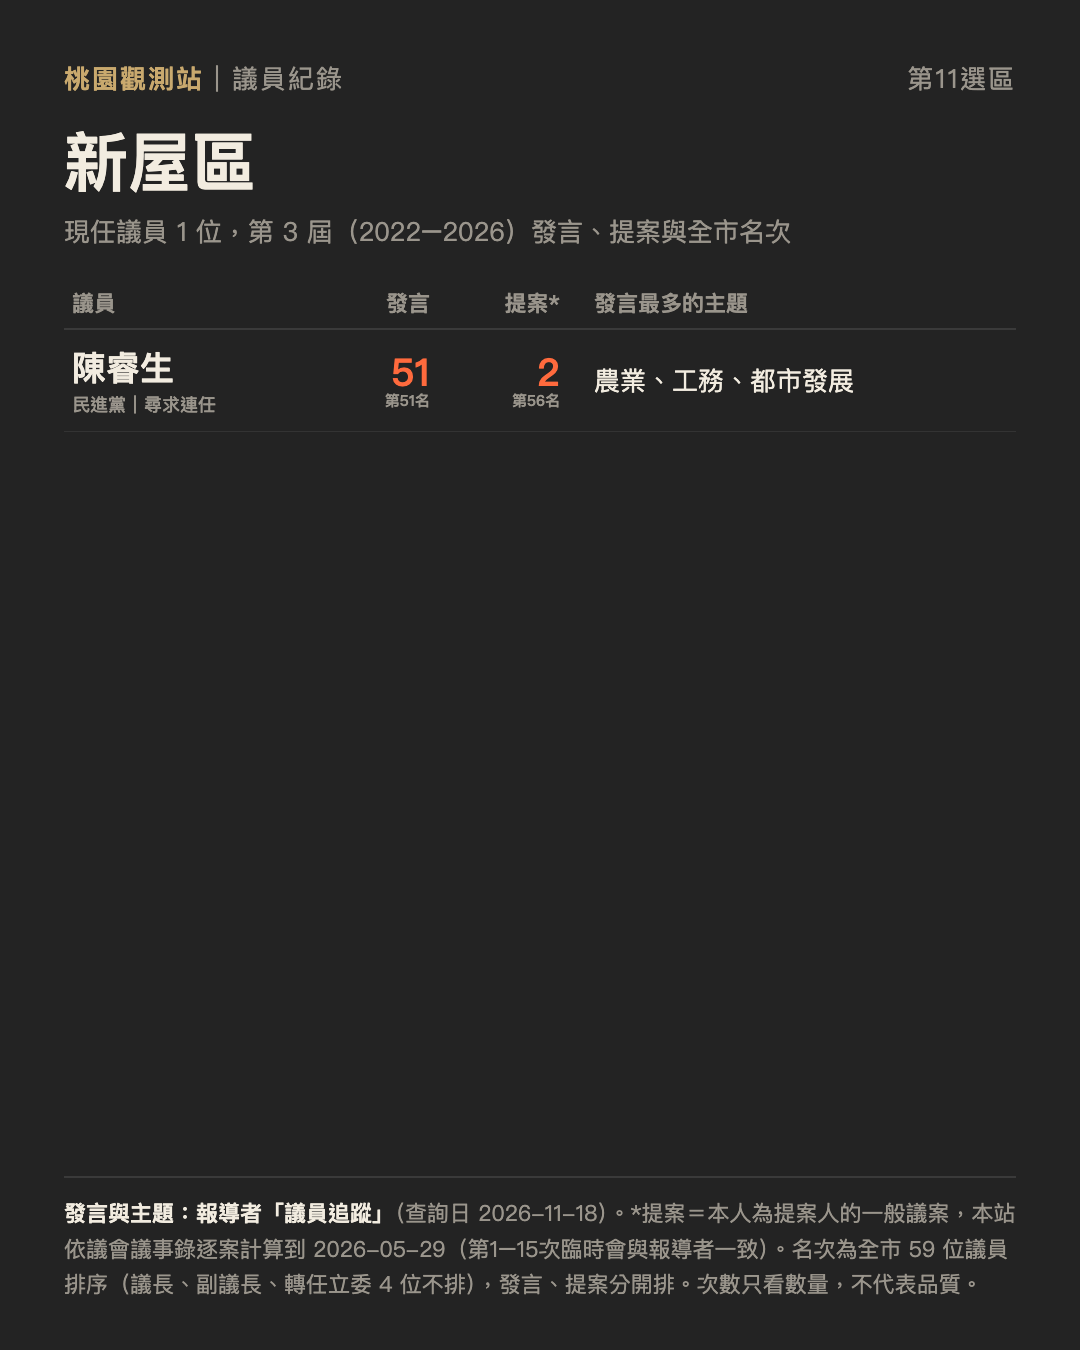 桃園觀測站｜議員紀錄
第11選區
新屋區
現任議員 1 位，第 3 屆（2022—2026）發言、提案與全市名次
議員 發言 提案* 發言最多的主題
陳睿生 51 2 農業、工務、都市發展
民進黨｜尋求連任 第51名 第56名
發言與主題：報導者「議員追蹤」（查詢日 2026–11–18）。*提案＝本人為提案人的一般議案，本站
依議會議事錄逐案計算到 2026–05–29（第1—15次臨時會與報導者一致）。名次為全市 59 位議員
排序（議長、副議長、轉任立委 4 位不排），發言、提案分開排。次數只看數量，不代表品質。